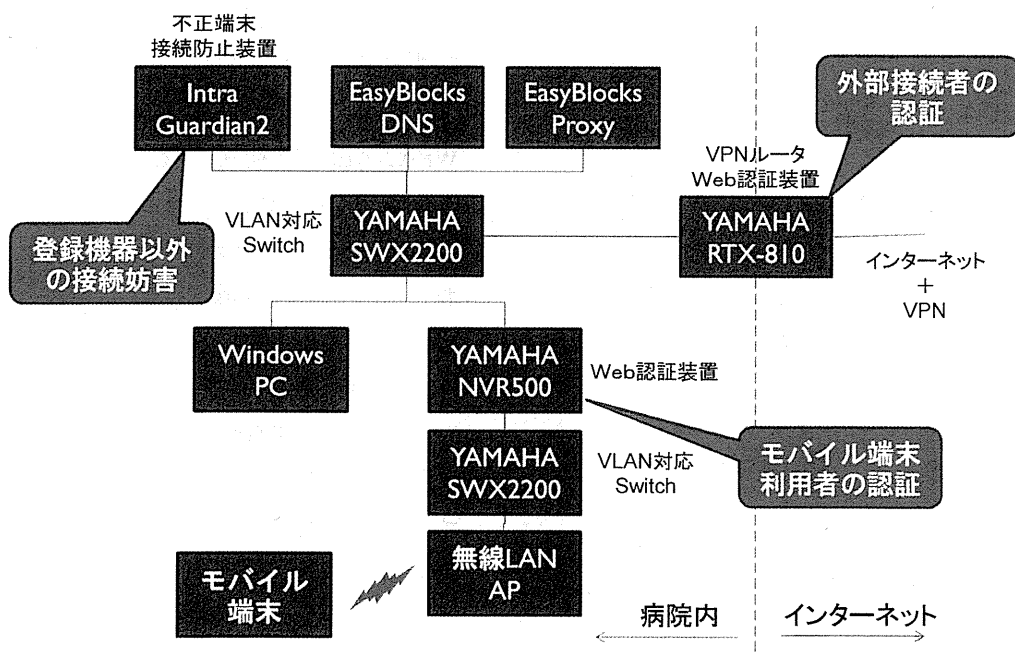 不正端末
接続防止装置
Intra
Guardian2
EasyBlocks
DNS
EasyBlocks
Proxy
外部接続者の
認証
VPNルータ
Web認証装置
VLAN対応
Switch
YAMAHA
SWX2200
YAMAHA
RTX-810
登録機器以外
の接続妨害
インターネット
+
VPN
Windows
PC
YAMAHA
NVR500
Web認証装置
YAMAHA
SWX2200
VLAN対応
Switch
モバイル端末
利用者の認証
モバイル
端末
無線LAN
AP
病院内
インターネット